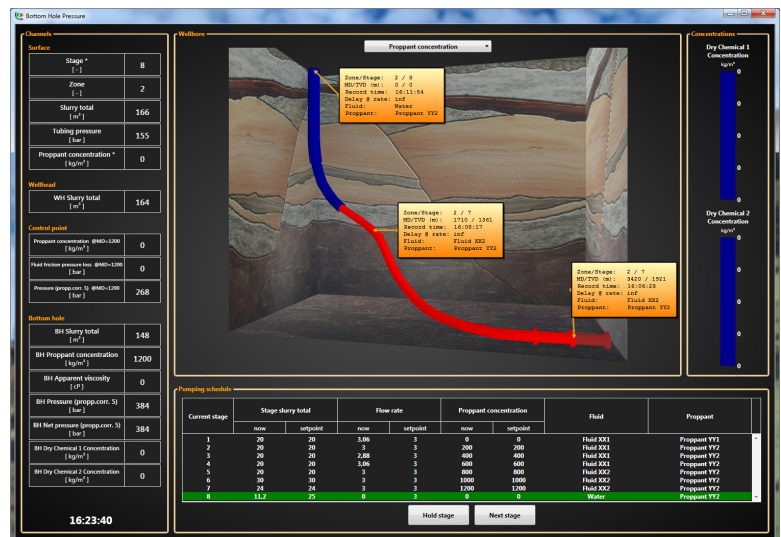 Bottom Hole Pressure
Channels
Surface
Stage *
[ - ]
8
Zone
[ - ]
2
Slurry total
[ m³ ]
166
Tubing pressure
[ bar ]
155
Proppant concentration *
[ kg/m³ ]
0
Wellhead
WH Slurry total
[ m³ ]
164
Control point
Proppant concentration @MD=1200
[ kg/m³ ]
0
Fluid friction pressure loss @MD=1200
[ bar ]
0
Pressure (propp.corr. 5) @MD=1200
[ bar ]
268
Bottom hole
BH Slurry total
[ m³ ]
148
BH Proppant concentration
[ kg/m³ ]
1200
BH Apparent viscosity
[ cP ]
0
BH Pressure (propp.corr. 5)
[ bar ]
384
BH Net pressure (propp.corr. 5)
[ bar ]
384
BH Dry Chemical 1 Concentration
[ kg/m³ ]
0
BH Dry Chemical 2 Concentration
[ kg/m³ ]
0
16:23:40
Wellbore
Proppant concentration
Zone/Stage: 2 / 8
MD/TVD (m): 0 / 0
Record time: 16:11:54
Delay @ rate: inf
Fluid: Water
Proppant: Proppant YY2
Zone/Stage: 2 / 7
MD/TVD (m): 1710 / 1361
Record time: 16:08:17
Delay @ rate: inf
Fluid: Fluid XX2
Proppant: Proppant YY2
Zone/Stage: 2 / 7
MD/TVD (m): 3420 / 1921
Record time: 16:06:28
Delay @ rate: inf
Fluid: Fluid XX2
Proppant: Proppant YY2
Concentrations
Dry Chemical 1
Concentration
kg/m³
0
0
0
0
0
Dry Chemical 2
Concentration
kg/m³
0
0
0
0
0
Pumping schedule
Current stage Stage slurry total Flow rate Proppant concentration Fluid Proppant
now setpoint now setpoint now setpoint
1 20 20 3,06 3 0 0 Fluid XX1 Proppant YY1
2 20 20 3 3 200 200 Fluid XX1 Proppant YY2
3 20 20 2,88 3 400 400 Fluid XX1 Proppant YY2
4 20 20 3,06 3 600 600 Fluid XX1 Proppant YY2
5 20 20 3 3 800 800 Fluid XX2 Proppant YY2
6 30 30 3 3 1000 1000 Fluid XX2 Proppant YY2
7 24 24 3 3 1200 1200 Fluid XX2 Proppant YY2
8 11,2 25 0 3 0 0 Water Proppant YY2
Hold stage Next stage